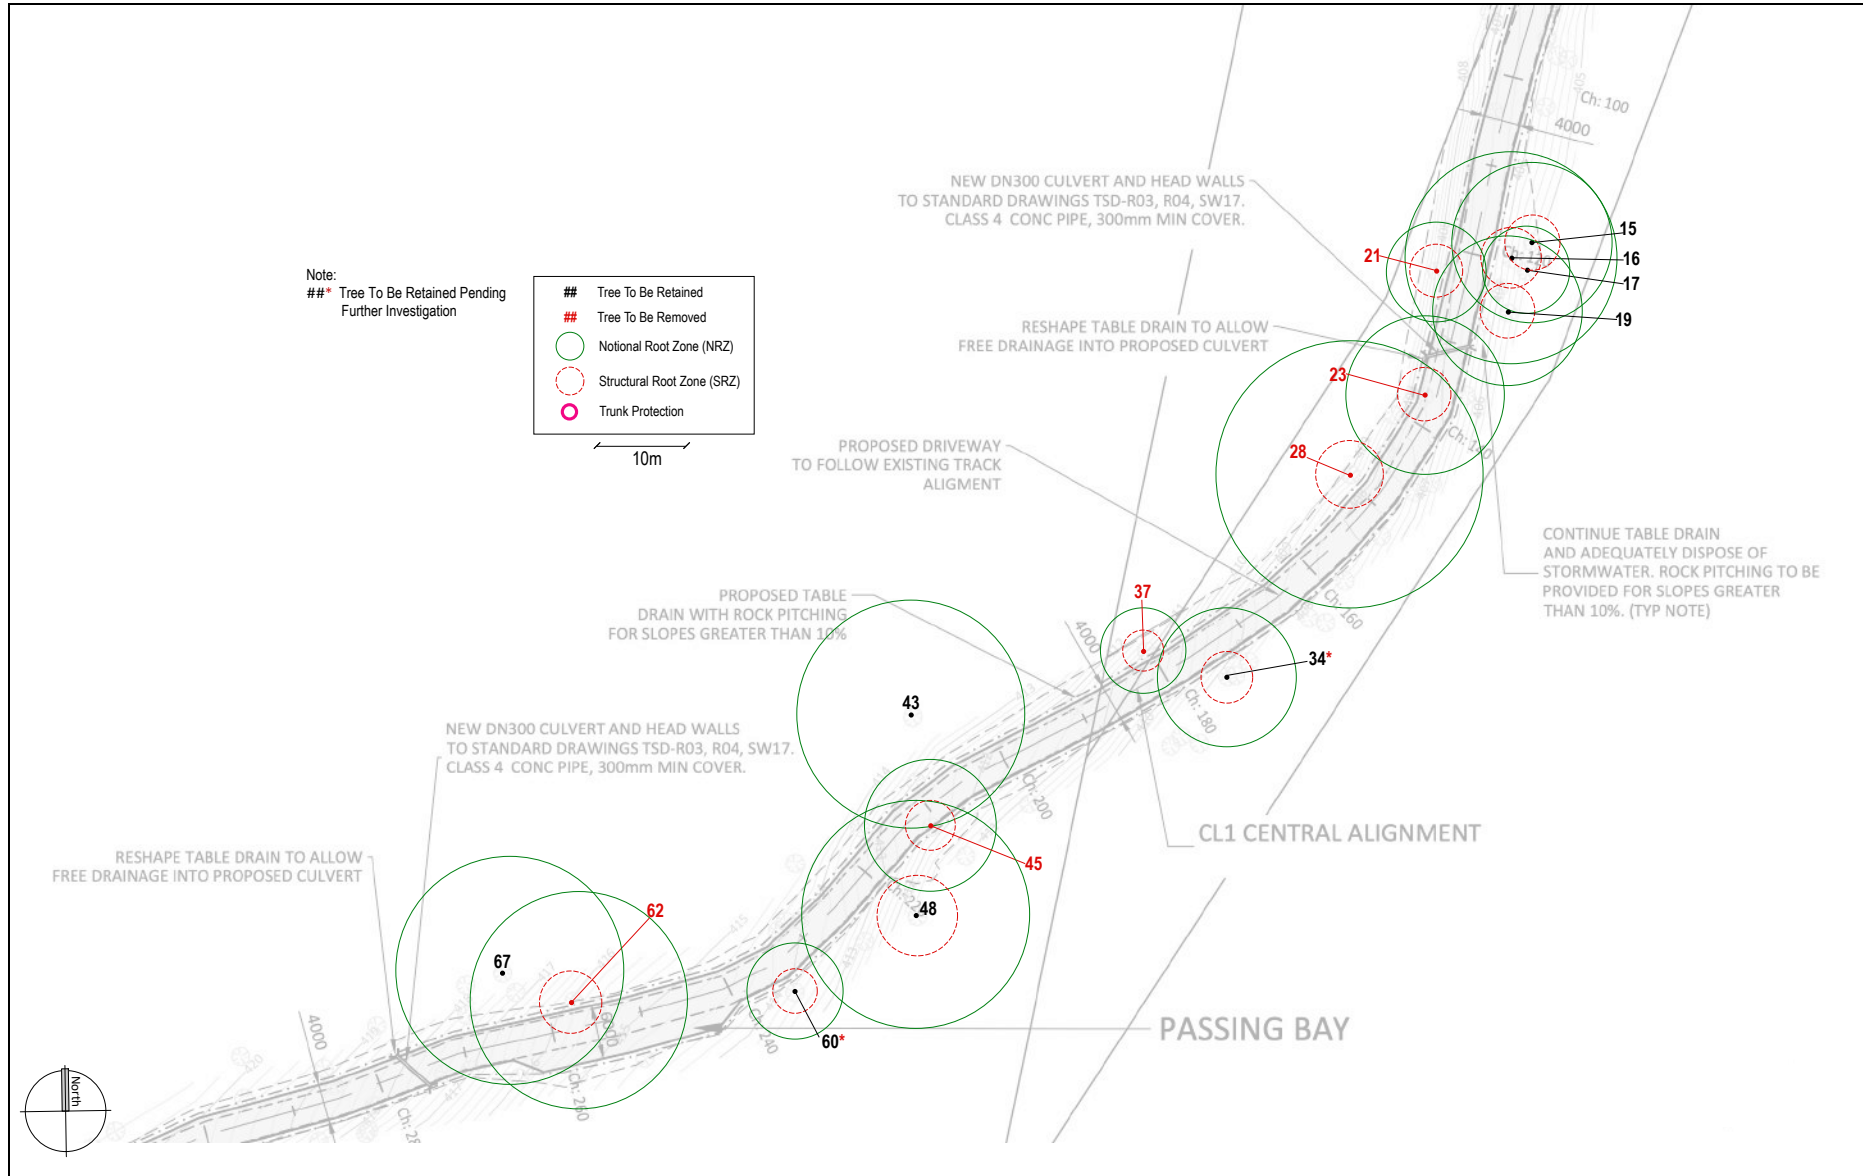 408
405
Ch: 100
4000
NEW DN300 CULVERT AND HEAD WALLS
TO STANDARD DRAWINGS TSD-R03, R04, SW17.
CLASS 4 CONC PIPE, 300mm MIN COVER.
15
16
17
19
21
Note:
##* Tree To Be Retained Pending
Further Investigation
## Tree To Be Retained
## Tree To Be Removed
Notional Root Zone (NRZ)
Structural Root Zone (SRZ)
Trunk Protection
10m
RESHAPE TABLE DRAIN TO ALLOW
FREE DRAINAGE INTO PROPOSED CULVERT
23
PROPOSED DRIVEWAY
TO FOLLOW EXISTING TRACK
ALIGMENT
28
CONTINUE TABLE DRAIN
AND ADEQUATELY DISPOSE OF
STORMWATER. ROCK PITCHING TO BE
PROVIDED FOR SLOPES GREATER
THAN 10%. (TYP NOTE)
PROPOSED TABLE
DRAIN WITH ROCK PITCHING
FOR SLOPES GREATER THAN 10%
37
Ch: 160
4000
34*
Ch: 180
43
NEW DN300 CULVERT AND HEAD WALLS
TO STANDARD DRAWINGS TSD-R03, R04, SW17.
CLASS 4 CONC PIPE, 300mm MIN COVER.
Ch: 200
CL1 CENTRAL ALIGNMENT
RESHAPE TABLE DRAIN TO ALLOW
FREE DRAINAGE INTO PROPOSED CULVERT
45
48
62
415
413
67
417
PASSING BAY
4000
6000
Ch: 240
60*
420
419
Ch: 260
North